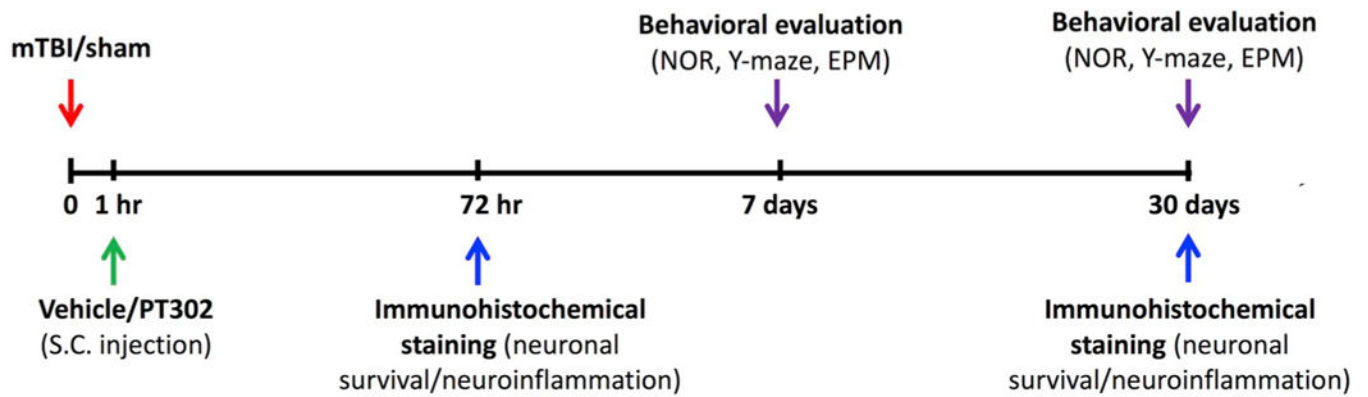 mTBI/sham
Behavioral evaluation
(NOR, Y-maze, EPM)
Behavioral evaluation
(NOR, Y-maze, EPM)
0
1 hr
72 hr
7 days
30 days
Vehicle/PT302
(S.C. injection)
Immunohistochemical
staining (neuronal
survival/neuroinflammation)
Immunohistochemical
staining (neuronal
survival/neuroinflammation)